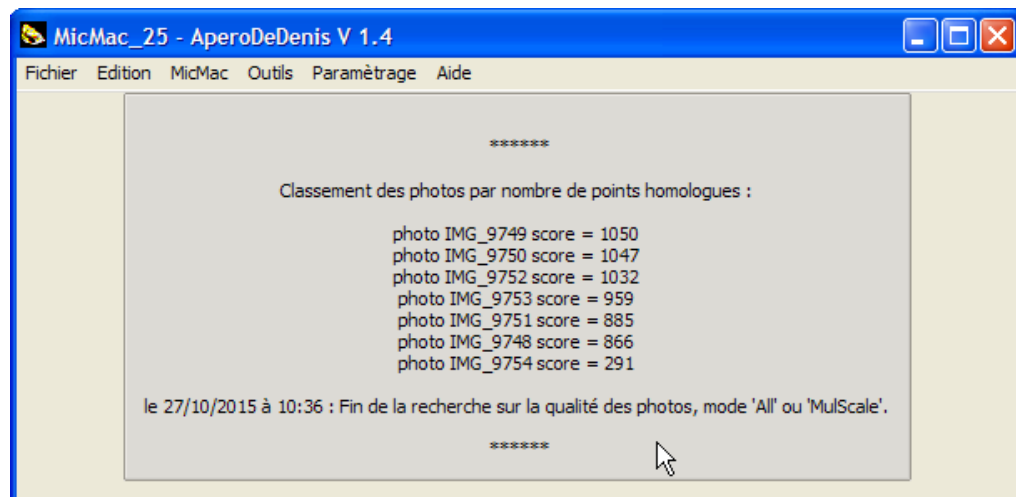 MicMac_25 - AperoDeDenis V 1.4
Fichier Edition MicMac Outils Paramètrage Aide
******
Classement des photos par nombre de points homologues :
photo IMG_9749 score = 1050
photo IMG_9750 score = 1047
photo IMG_9752 score = 1032
photo IMG_9753 score = 959
photo IMG_9751 score = 885
photo IMG_9748 score = 866
photo IMG_9754 score = 291
le 27/10/2015 à 10:36 : Fin de la recherche sur la qualité des photos, mode 'All' ou 'MulScale'.
******